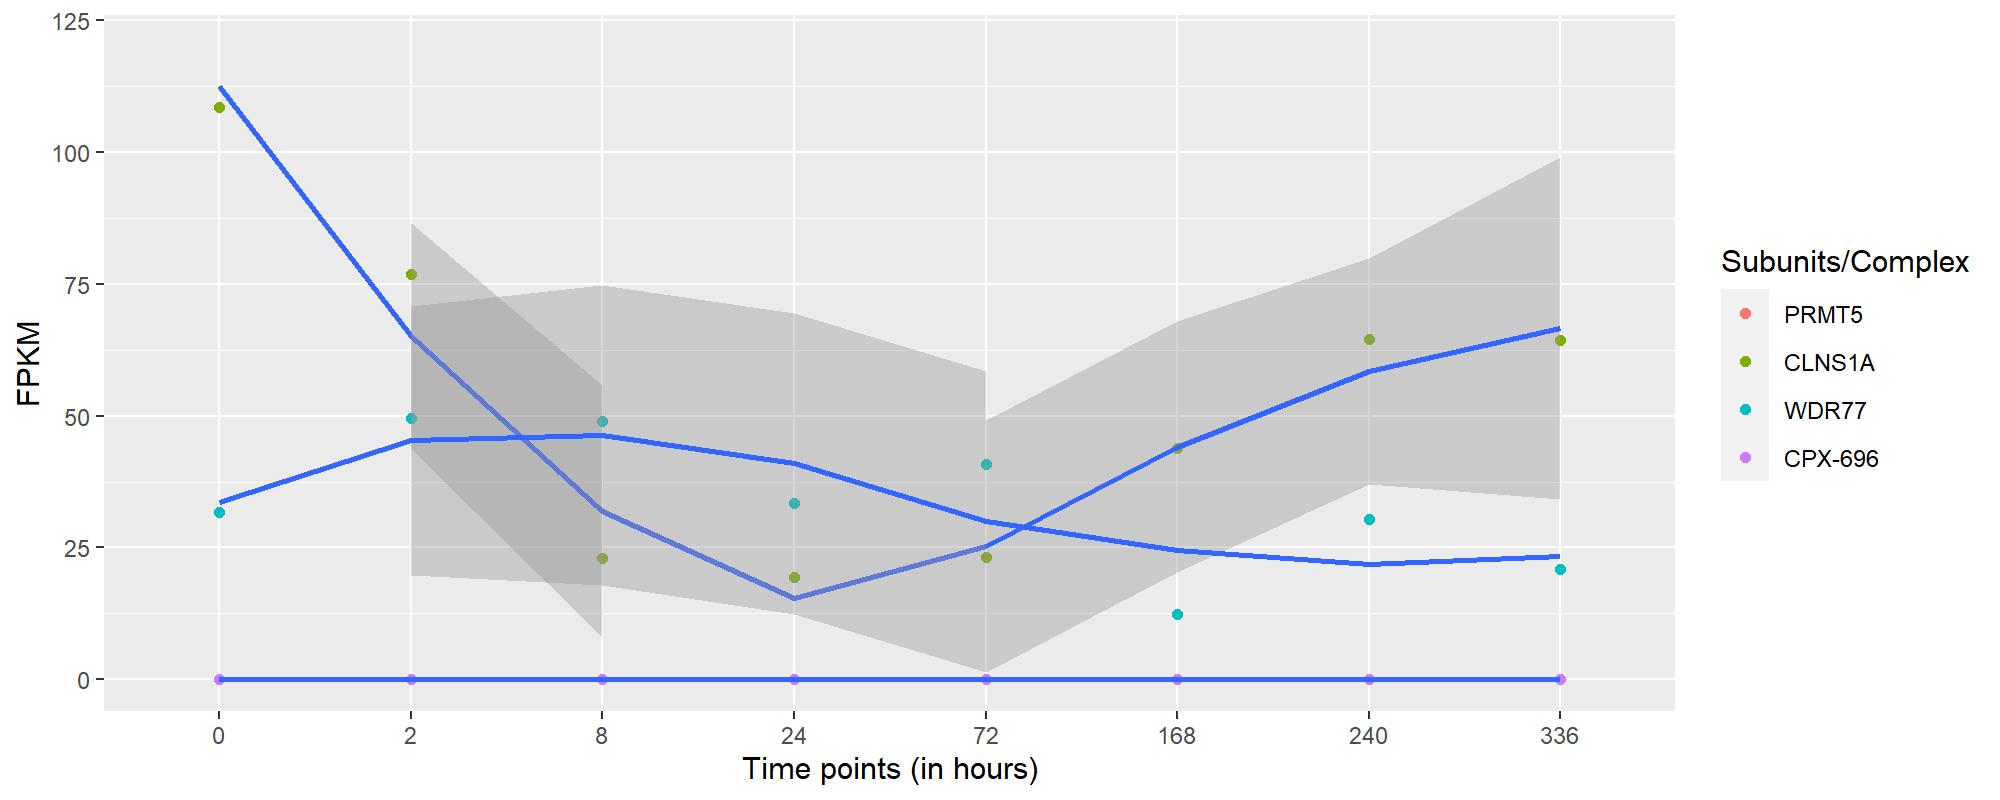 125
100
75
50
25
0
FPKM
0 2 8 24 72 168 240 336
Time points (in hours)
Subunits/Complex
PRMT5
CLNS1A
WDR77
CPX-696